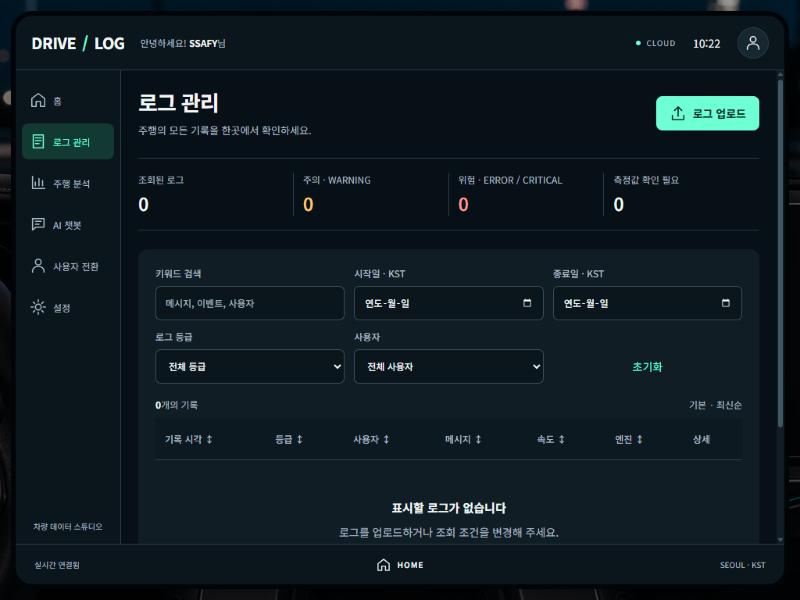 DRIVE / LOG
안녕하세요! SSAFY님
CLOUD
10:22
홈
로그 관리
주행 분석
AI 챗봇
사용자 전환
설정
차량 데이터 스튜디오
로그 관리
주행의 모든 기록을 한곳에서 확인하세요.
로그 업로드
조회된 로그
0
주의 · WARNING
0
위험 · ERROR / CRITICAL
0
측정값 확인 필요
0
키워드 검색
메시지, 이벤트, 사용자
시작일 · KST
연도-월-일
종료일 · KST
연도-월-일
로그 등급
전체 등급
사용자
전체 사용자
초기화
0개의 기록
기본 · 최신순
기록 시각 ↕ 등급 ↕ 사용자 ↕ 메시지 ↕ 속도 ↕ 엔진 ↕ 상세
표시할 로그가 없습니다
로그를 업로드하거나 조회 조건을 변경해 주세요.
실시간 연결됨
HOME
SEOUL · KST